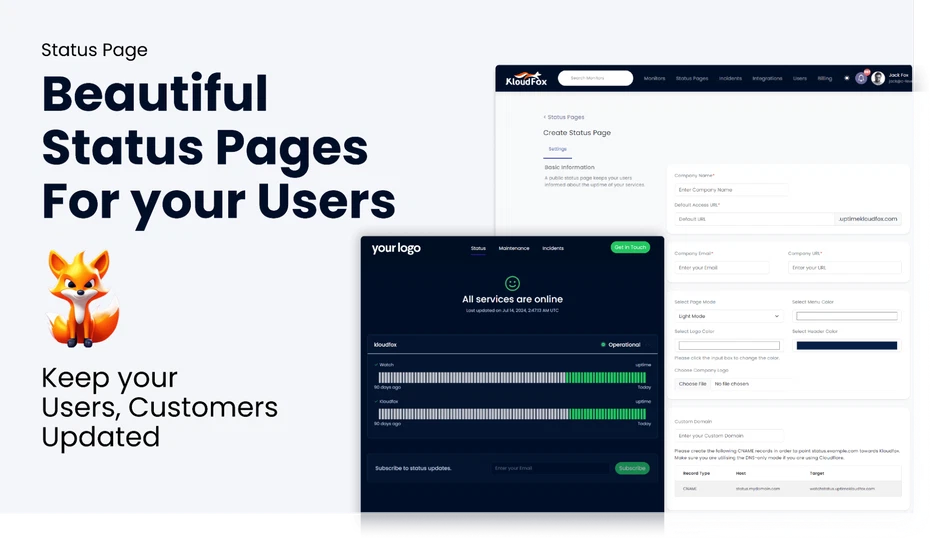 Status Page
Beautiful
Status Pages
For your Users
Keep your
Users, Customers
Updated
KloudFox
Search Monitors
Monitors
Status Pages
Incidents
Integrations
Users
Billing
Jack Fox
< Status Pages
Create Status Page
Settings
Basic Information
A public status page keeps your users
informed about the uptime of your services
Company Name*
Enter Company Name
Default Access URL*
Default URL
.uptimekloudfox.com
Company Email*
Company URL*
Enter your Email
Enter your URL
Select Page Mode
Select Menu Color
Light Mode
Select Logo Color
Select Header Color
Please click the input box to change the color.
Choose Company Logo
Choose File
No file chosen
Custom Domain
Enter your Custom Domain
Please create the following CNAME records in order to point status.example.com towards Kloudfox.
Make sure you are utilizing the DNS-only mode if you are using Cloudflare.
Record Type
Host
Target
CNAME
your logo
Status
Maintenance
Incidents
Get in Touch
All services are online
Last updated on Jul 14, 2024, 2:47:13 AM UTC
kloudfox
Operational
Watch
uptime
90 days ago
Today
Kloudfox
uptime
90 days ago
Today
Subscribe to status updates.
Enter your Email
Subscribe